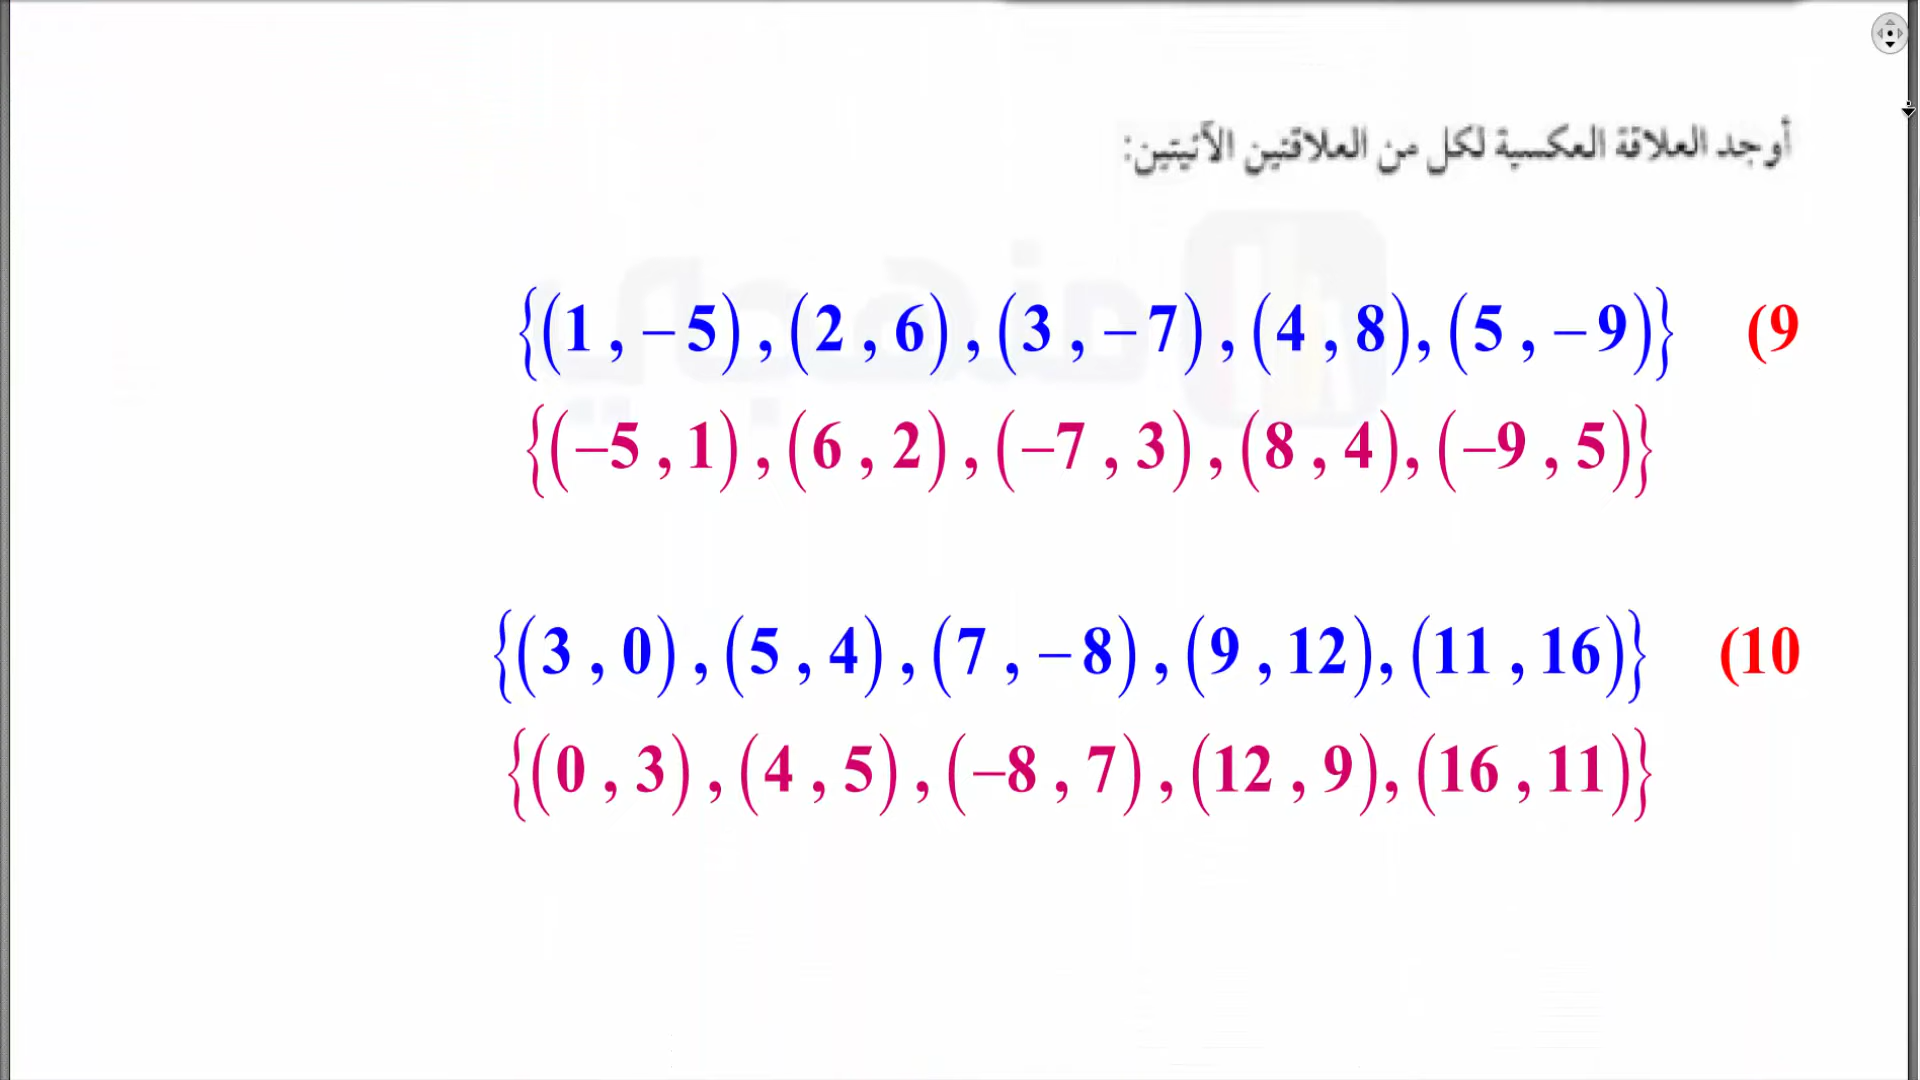 أوجد العلاقة العكسية لكل من العلاقتين الآتيتين:
(9 {(1 , −5) , (2 , 6) , (3 , −7) , (4 , 8), (5 , −9)}
{(−5 , 1) , (6 , 2) , (−7 , 3) , (8 , 4), (−9 , 5)}
(10 {(3 , 0) , (5 , 4) , (7 , −8) , (9 , 12), (11 , 16)}
{(0 , 3) , (4 , 5) , (−8 , 7) , (12 , 9), (16 , 11)}
منهجي